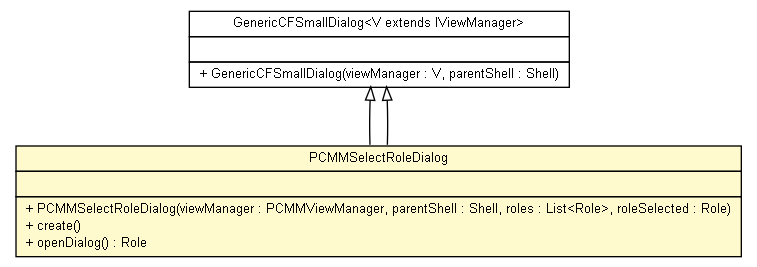 GenericCFSmallDialog<V extends IViewManager>
+ GenericCFSmallDialog(viewManager : V, parentShell : Shell)
PCMMSelectRoleDialog
+ PCMMSelectRoleDialog(viewManager : PCMMViewManager, parentShell : Shell, roles : List<Role>, roleSelected : Role)
+ create()
+ openDialog() : Role